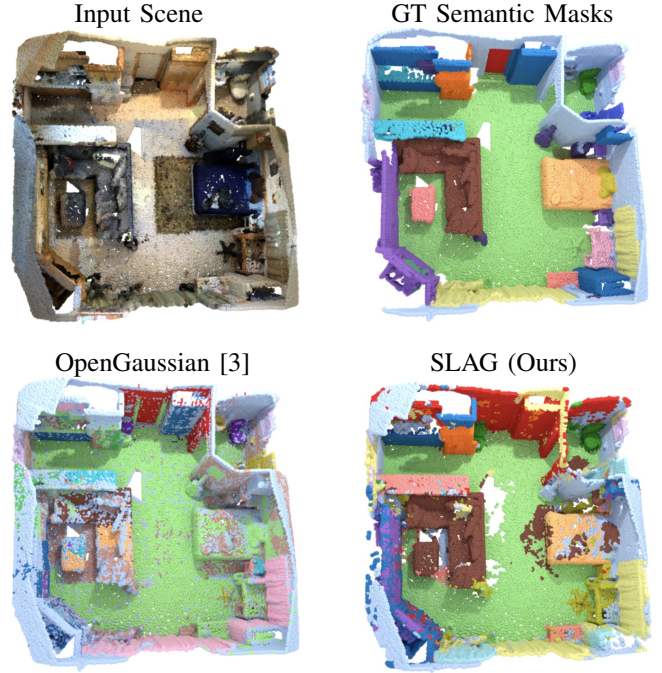 Input Scene
GT Semantic Masks
OpenGaussian [3]
SLAG (Ours)